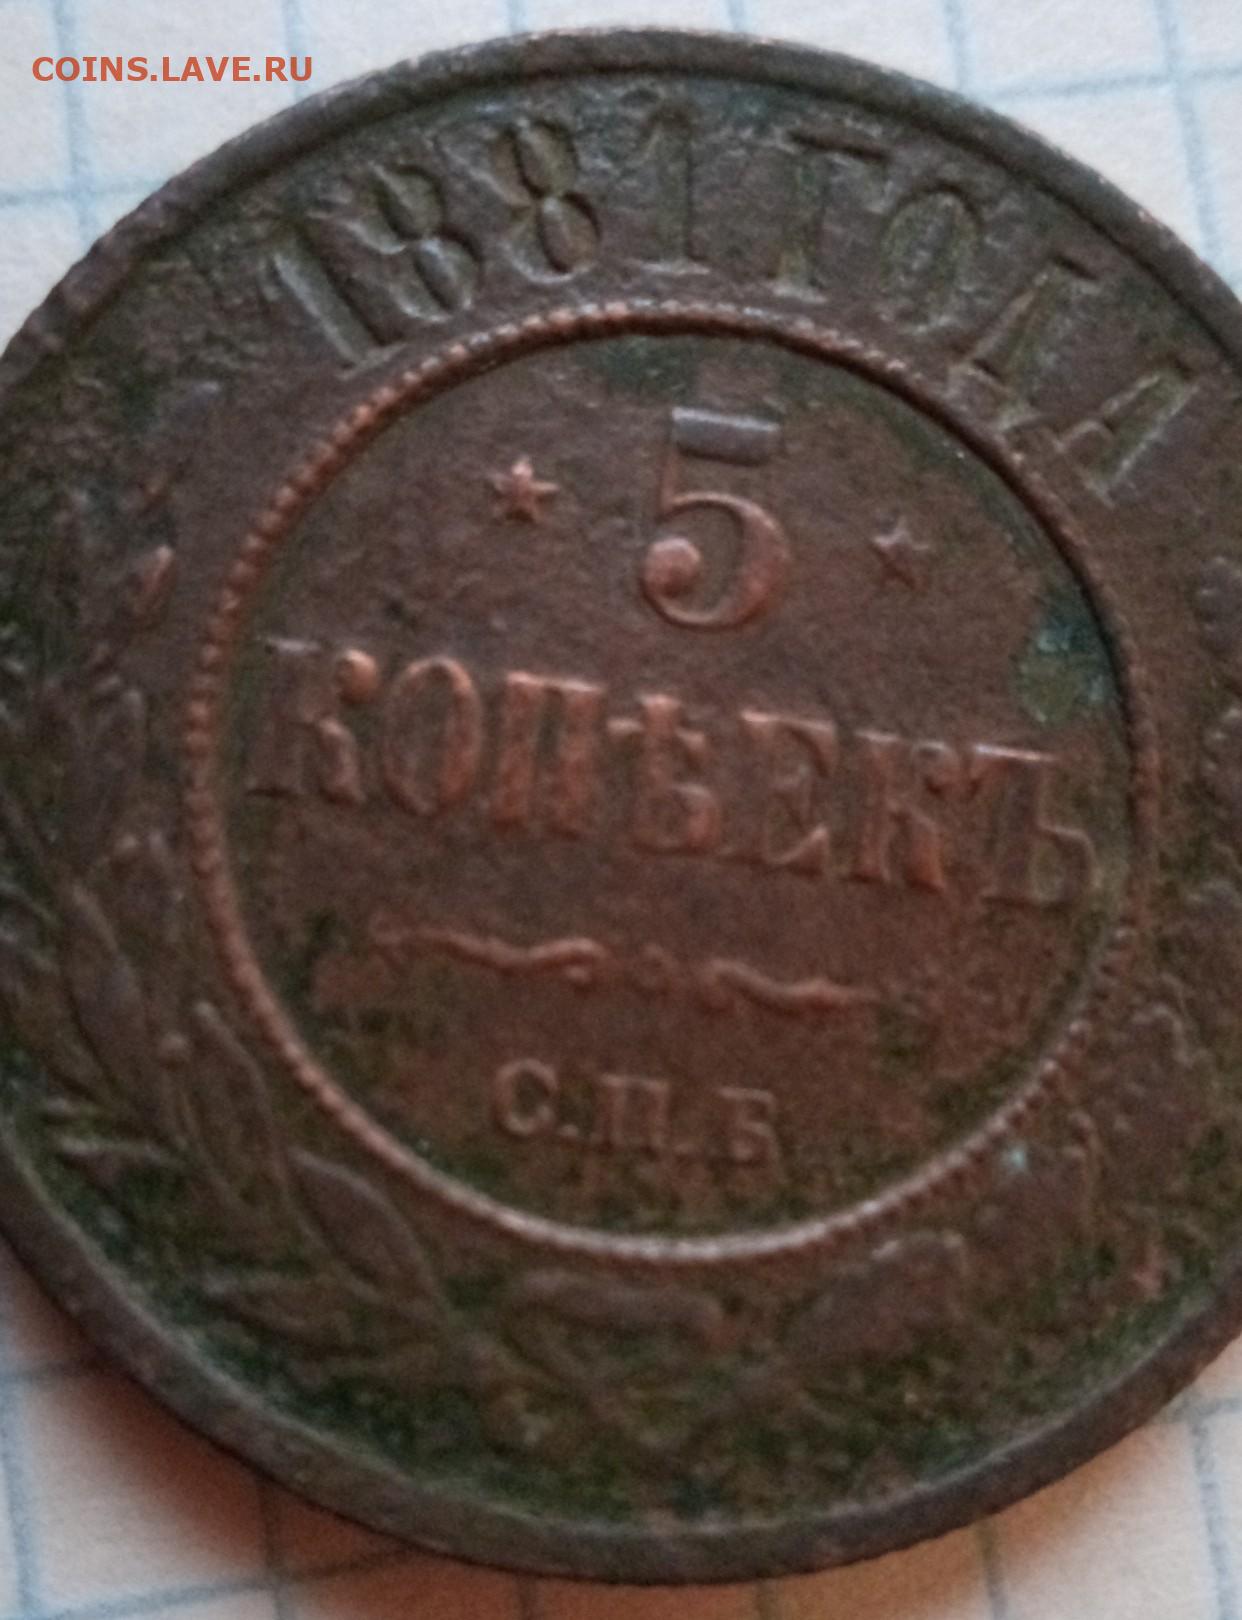 COINS.LAVE.RU
1881 ГОДА
5
КОПѢЕКЪ
С.П.Б